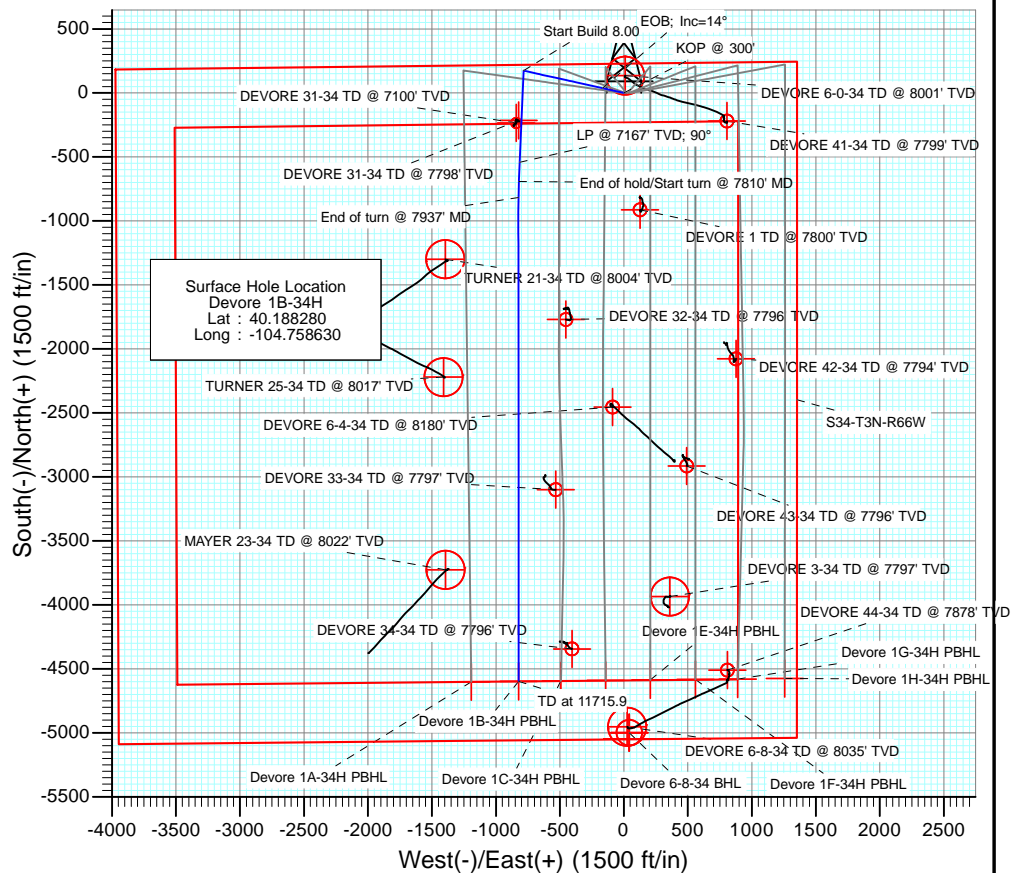 500
0
-500
-1000
-1500
-2000
-2500
-3000
-3500
-4000
-4500
-5000
-5500
South(-)/North(+) (1500 ft/in)
-4000
-3500
-3000
-2500
-2000
-1500
-1000
-500
0
500
1000
1500
2000
2500
West(-)/East(+) (1500 ft/in)
EOB; Inc=14°
Start Build 8.00
KOP @ 300'
DEVORE 31-34 TD @ 7100' TVD
DEVORE 6-0-34 TD @ 8001' TVD
LP @ 7167' TVD; 90°
DEVORE 41-34 TD @ 7799' TVD
DEVORE 31-34 TD @ 7798' TVD
End of hold/Start turn @ 7810' MD
End of turn @ 7937' MD
DEVORE 1 TD @ 7800' TVD
TURNER 21-34 TD @ 8004' TVD
Surface Hole Location
Devore 1B-34H
Lat : 40.188280
Long : -104.758630
DEVORE 32-34 TD @ 7796' TVD
DEVORE 42-34 TD @ 7794' TVD
TURNER 25-34 TD @ 8017' TVD
S34-T3N-R66W
DEVORE 6-4-34 TD @ 8180' TVD
DEVORE 33-34 TD @ 7797' TVD
DEVORE 43-34 TD @ 7796' TVD
MAYER 23-34 TD @ 8022' TVD
DEVORE 3-34 TD @ 7797' TVD
DEVORE 44-34 TD @ 7878' TVD
DEVORE 34-34 TD @ 7796' TVD
Devore 1E-34H PBHL
Devore 1G-34H PBHL
Devore 1H-34H PBHL
TD at 11715.9
Devore 1B-34H PBHL
DEVORE 6-8-34 TD @ 8035' TVD
Devore 1A-34H PBHL
Devore 1C-34H PBHL
Devore 6-8-34 BHL
Devore 1F-34H PBHL